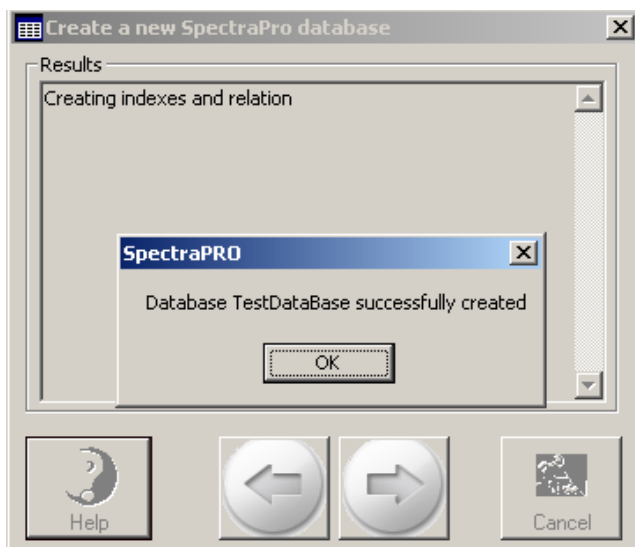 Create a new SpectraPro database
Results
Creating indexes and relation
SpectraPRO
Database TestDataBase successfully created
OK
Help
Cancel